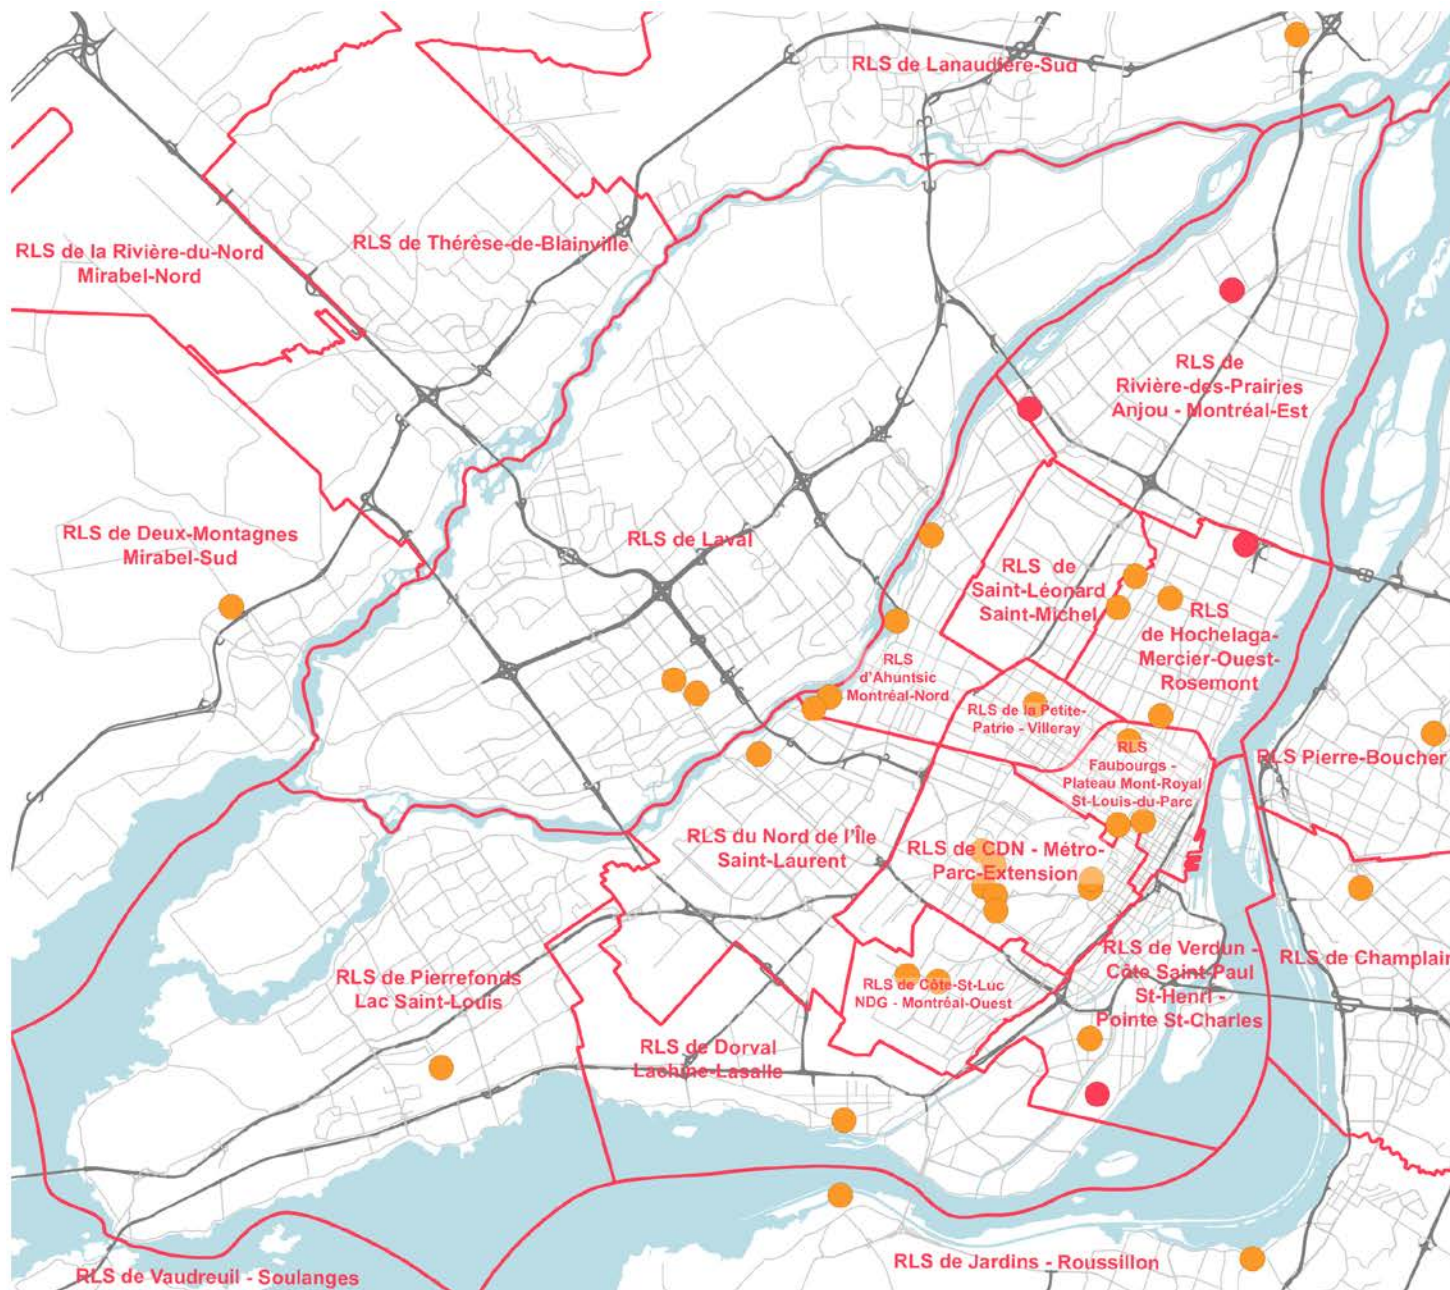 RLS de Lanaudière-Sud
RLS de la Rivière-du-Nord
Mirabel-Nord
RLS de Thérèse-de-Blainville
RLS de
Rivière-des-Prairies
Anjou - Montréal-Est
RLS de Deux-Montagnes
Mirabel-Sud
RLS de Laval
RLS de
Saint-Léonard
Saint-Michel
RLS
de Hochelaga-
Mercier-Ouest-
Rosemont
RLS
d'Ahuntsic
Montréal-Nord
RLS de la Petite-
Patrie - Villeray
RLS
Faubourgs -
Plateau Mont-Royal
St-Louis-du-Parc
RLS Pierre-Boucher
RLS du Nord de l'Île
Saint-Laurent
RLS de CDN - Métro-
Parc-Extension
RLS de Pierrefonds
Lac Saint-Louis
RLS de Côte-St-Luc
NDG - Montréal-Ouest
RLS de Verdun -
Côte Saint-Paul
St-Henri -
Pointe St-Charles
RLS de Champlain
RLS de Dorval
Lachine-Lasalle
RLS de Jardins - Roussillon
RLS de Vaudreuil - Soulanges